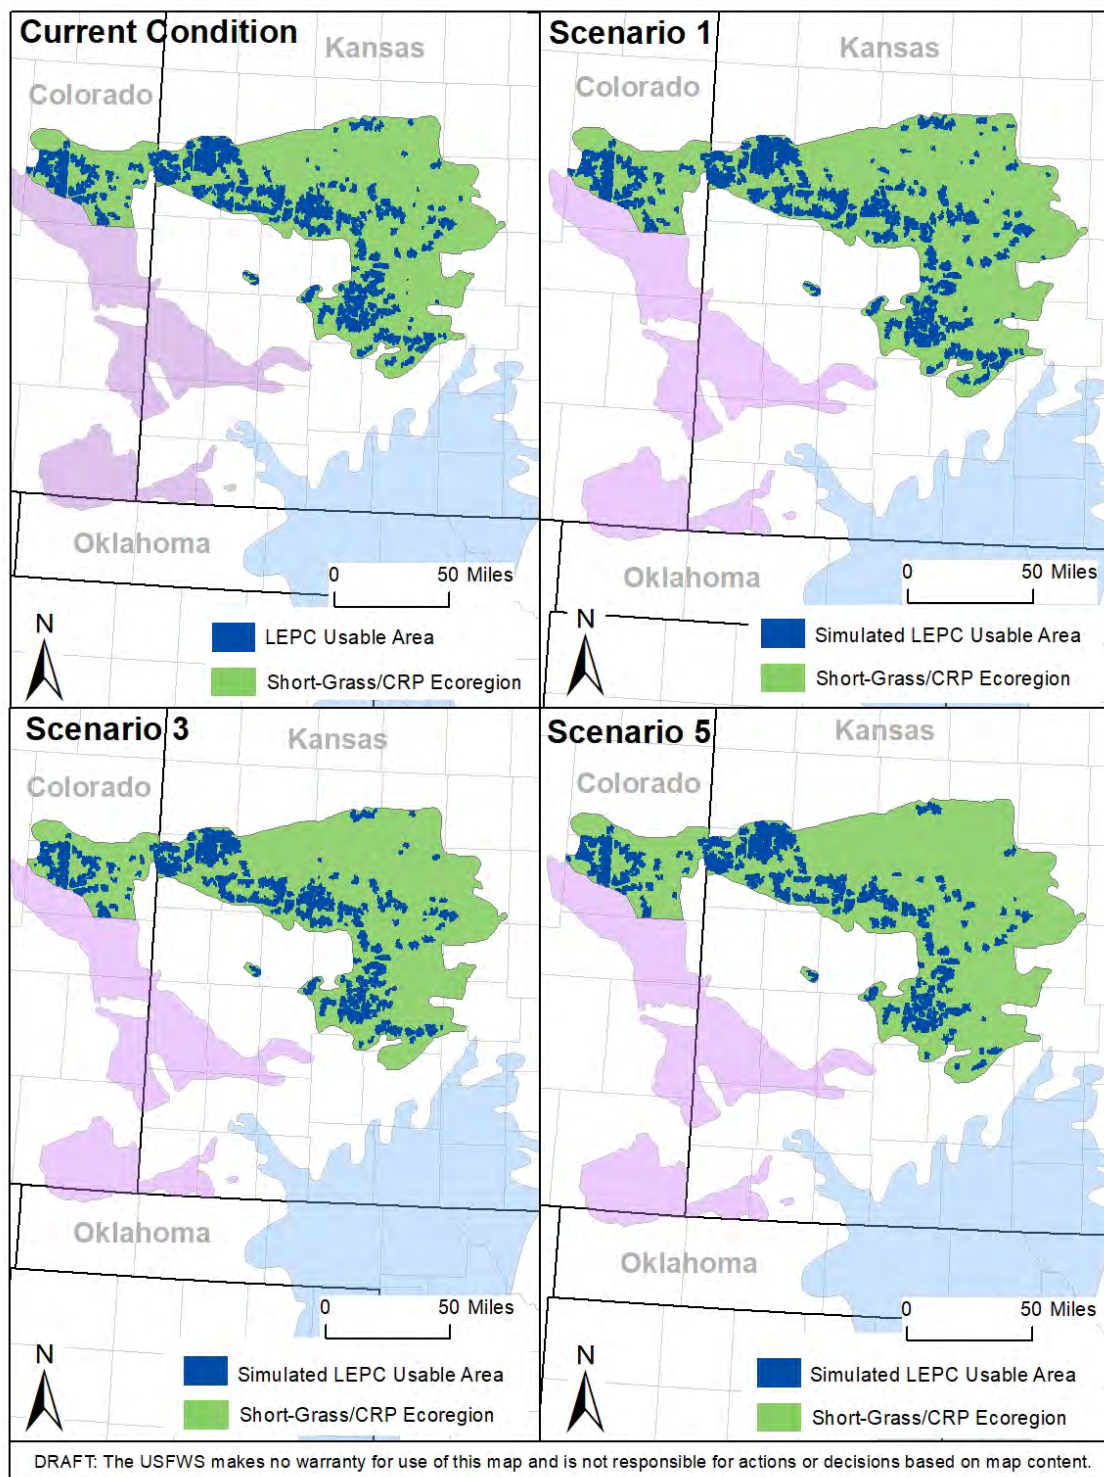 Current Condition
Kansas
Colorado
Oklahoma
0 50 Miles
N
LEPC Usable Area
Short-Grass/CRP Ecoregion
Scenario 1
Kansas
Colorado
Oklahoma
0 50 Miles
N
Simulated LEPC Usable Area
Short-Grass/CRP Ecoregion
Scenario 3
Kansas
Colorado
Oklahoma
0 50 Miles
N
Simulated LEPC Usable Area
Short-Grass/CRP Ecoregion
Scenario 5
Kansas
Colorado
Oklahoma
0 50 Miles
N
Simulated LEPC Usable Area
Short-Grass/CRP Ecoregion
DRAFT: The USFWS makes no warranty for use of this map and is not responsible for actions or decisions based on map content.